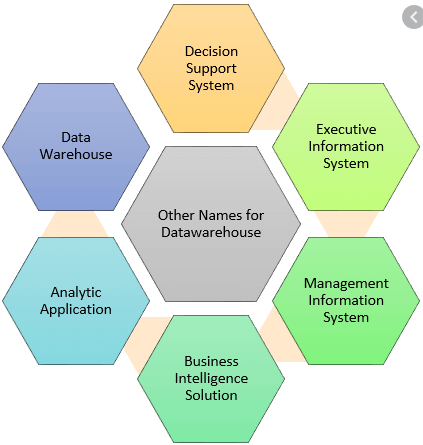 Decision
Support
System
Executive
Information
System
Management
Information
System
Business
Intelligence
Solution
Analytic
Application
Data
Warehouse
Other Names for
Datawarehouse